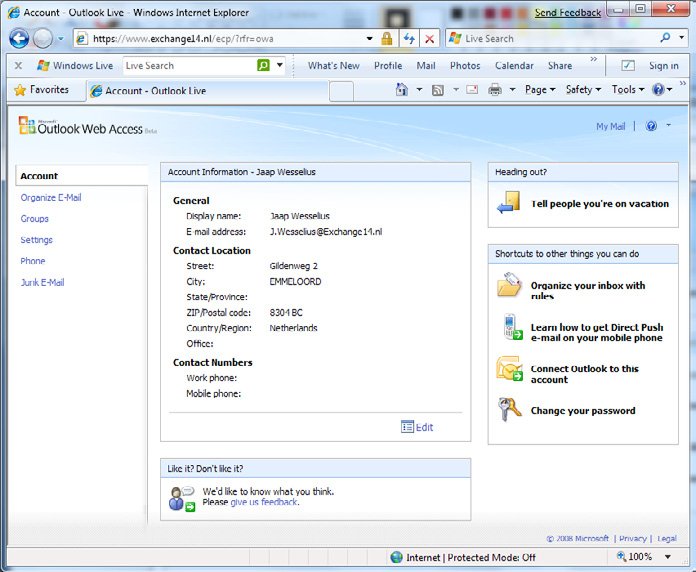 Account - Outlook Live - Windows Internet Explorer
Send Feedback
https://www.exchange14.nl/ecp/?rfr=owa
Live Search
Windows Live
Live Search
What's New
Profile
Mail
Photos
Calendar
Share
»
Sign in
Favorites
Account - Outlook Live
Page
Safety
Tools
»
Microsoft
Outlook Web Access Beta
My Mail
Account
Organize E-Mail
Groups
Settings
Phone
Junk E-Mail
Account Information - Jaap Wesselius
General
Display name: Jaap Wesselius
E-mail address: J.Wesselius@Exchange14.nl
Contact Location
Street: Gildenweg 2
City: EMMELOORD
State/Province:
ZIP/Postal code: 8304 BC
Country/Region: Netherlands
Office:
Contact Numbers
Work phone:
Mobile phone:
Edit
Like it? Don't like it?
We'd like to know what you think.
Please give us feedback.
Heading out?
Tell people you're on vacation
Shortcuts to other things you can do
Organize your inbox with
rules
Learn how to get Direct Push
e-mail on your mobile phone
Connect Outlook to this
account
Change your password
© 2008 Microsoft | Privacy | Legal
Internet | Protected Mode: Off
100%